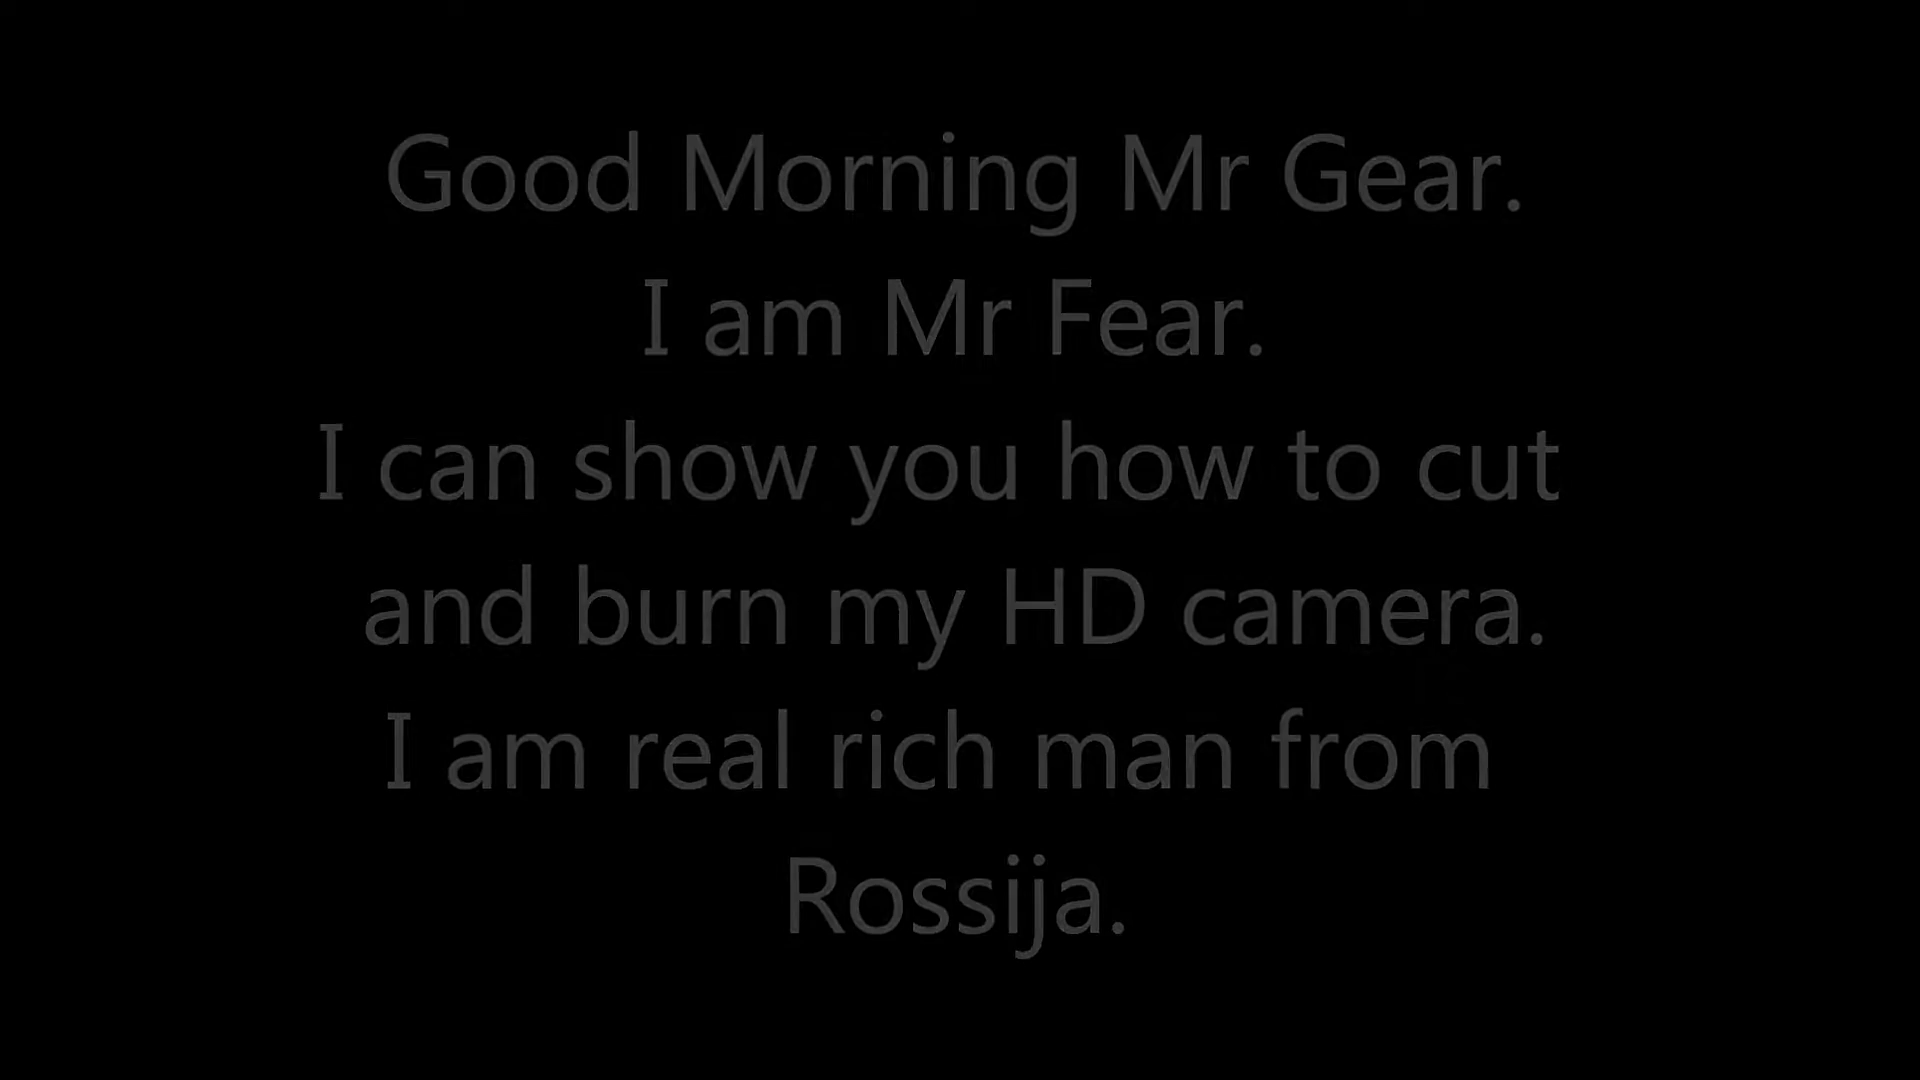 Good Morning Mr Gear.
I am Mr Fear.
I can show you how to cut
and burn my HD camera.
I am real rich man from
Rossija.